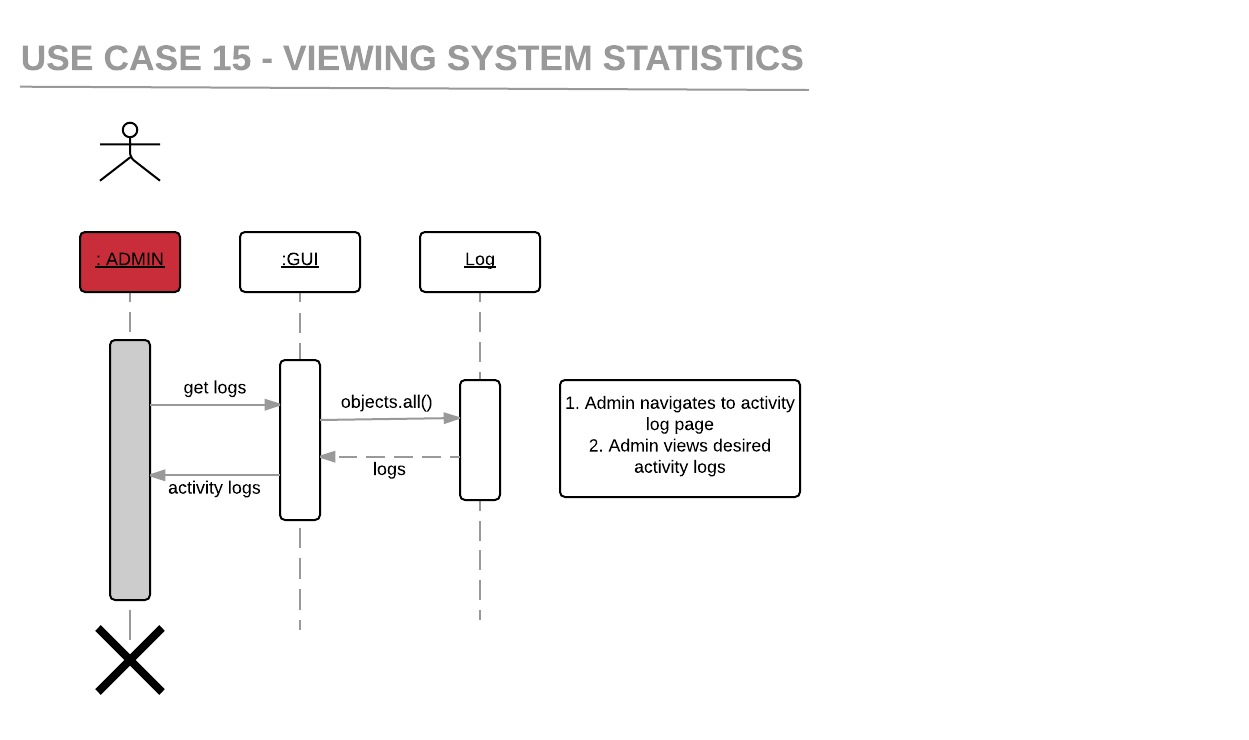 USE CASE 15 - VIEWING SYSTEM STATISTICS
: ADMIN
:GUI
Log
get logs
objects.all()
logs
activity logs
1. Admin navigates to activity
log page
2. Admin views desired
activity logs